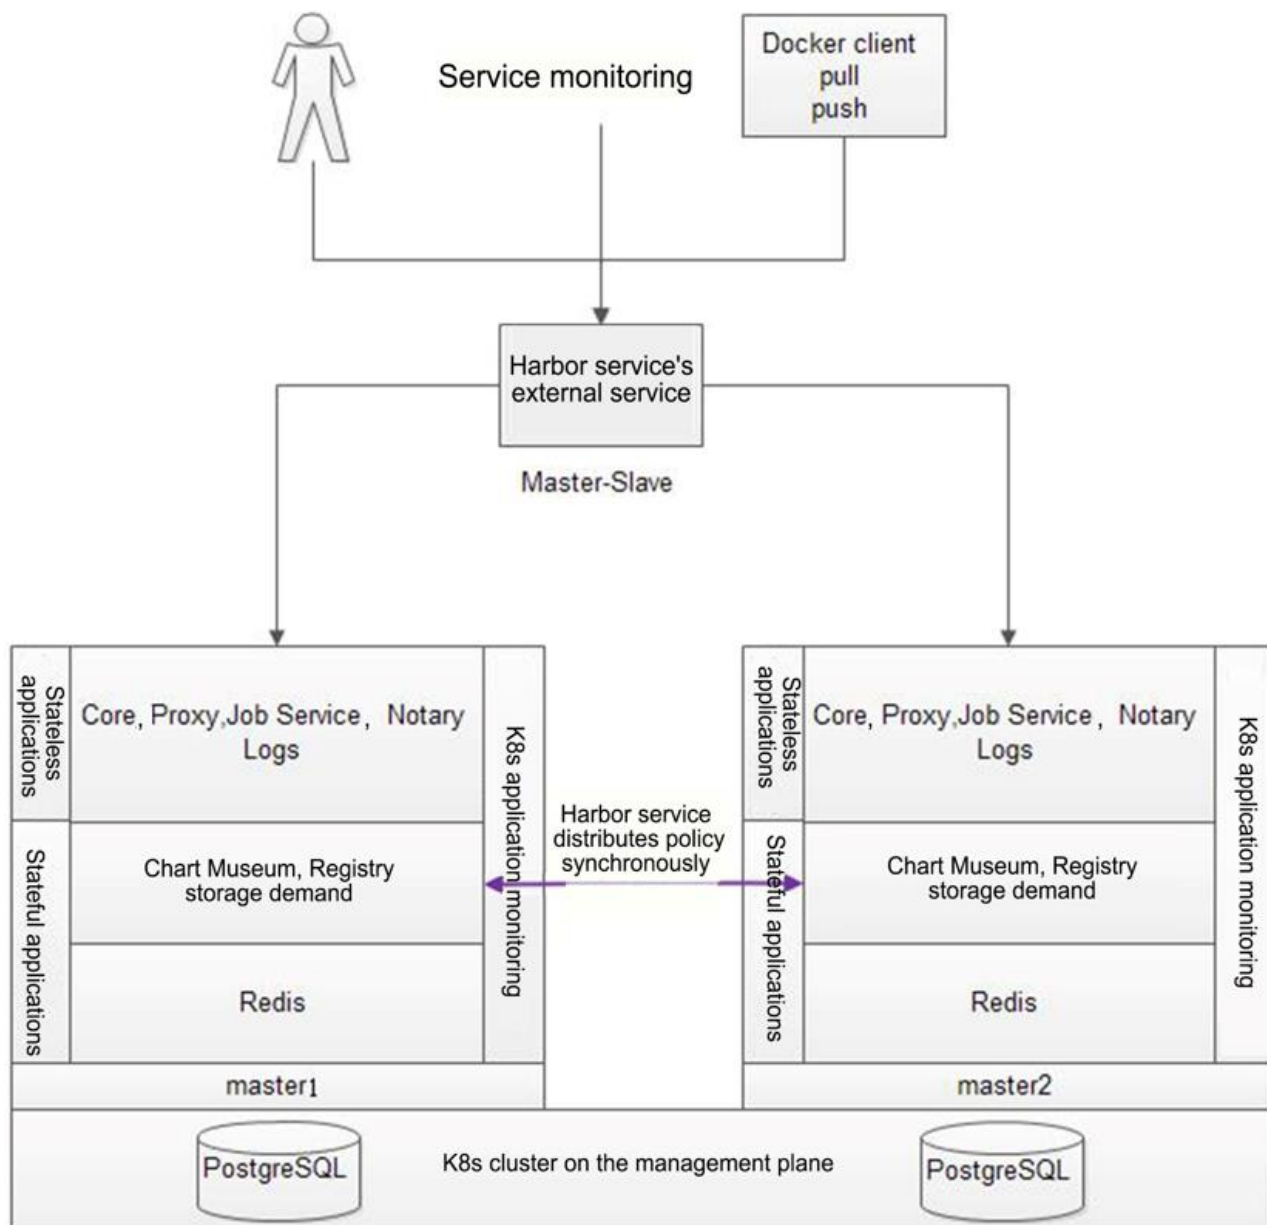 Service monitoring
Docker client
pull
push
Harbor service's
external service
Master-Slave
Stateless
applications
Core, Proxy,Job Service， Notary
Logs
K8s application monitoring
Stateful applications
Chart Museum, Registry
storage demand
Redis
master1
Harbor service
distributes policy
synchronously
Stateless
applications
Core, Proxy,Job Service， Notary
Logs
K8s application monitoring
Stateful applications
Chart Museum, Registry
storage demand
Redis
master2
PostgreSQL
K8s cluster on the management plane
PostgreSQL